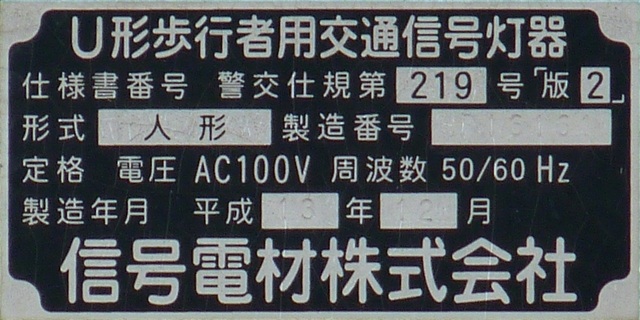 U形歩行者用交通信号灯器
仕様書番号 警交仕規第 219 号「版2」
形式 人形 製造番号
定格 電圧 AC100V 周波数 50/60Hz
製造年月 平成 13 年 12 月
信号電材株式会社